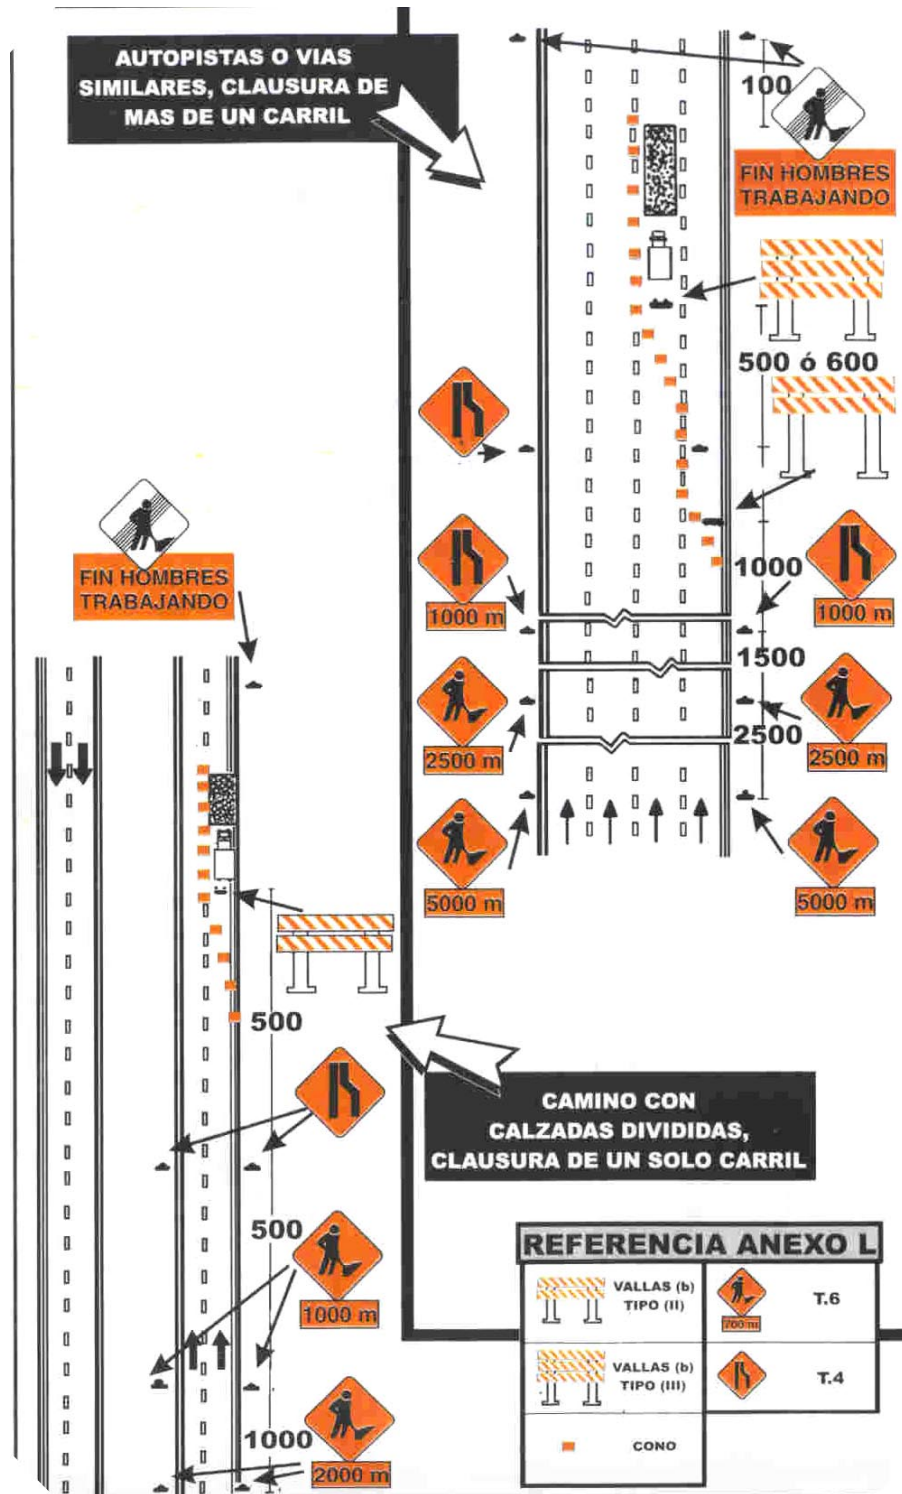 AUTOPISTAS O VIAS
SIMILARES, CLAUSURA DE
MAS DE UN CARRIL
100
FIN HOMBRES
TRABAJANDO
500 ó 600
1000
1000 m
1000 m
1500
2500 m
2500 m
2500
5000 m
5000 m
FIN HOMBRES
TRABAJANDO
500
500
1000 m
1000
2000 m
CAMINO CON
CALZADAS DIVIDIDAS,
CLAUSURA DE UN SOLO CARRIL
REFERENCIA ANEXO L
VALLAS (b)
TIPO (II)
T.6
700 m
VALLAS (b)
TIPO (III)
T.4
CONO